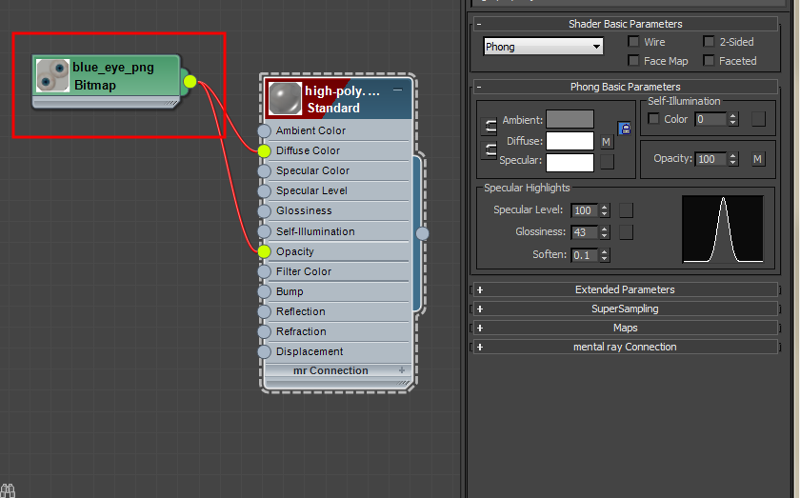 blue_eye_png
Bitmap
high-poly. ...
Standard
Ambient Color
Diffuse Color
Specular Color
Specular Level
Glossiness
Self-Illumination
Opacity
Filter Color
Bump
Reflection
Refraction
Displacement
mr Connection +
- Shader Basic Parameters
Phong
Wire
2-Sided
Face Map
Faceted
- Phong Basic Parameters
Ambient:
Diffuse: M
Specular:
Self-Illumination
Color 0
Opacity: 100 M
Specular Highlights
Specular Level: 100
Glossiness: 43
Soften: 0.1
+ Extended Parameters
+ SuperSampling
+ Maps
+ mental ray Connection